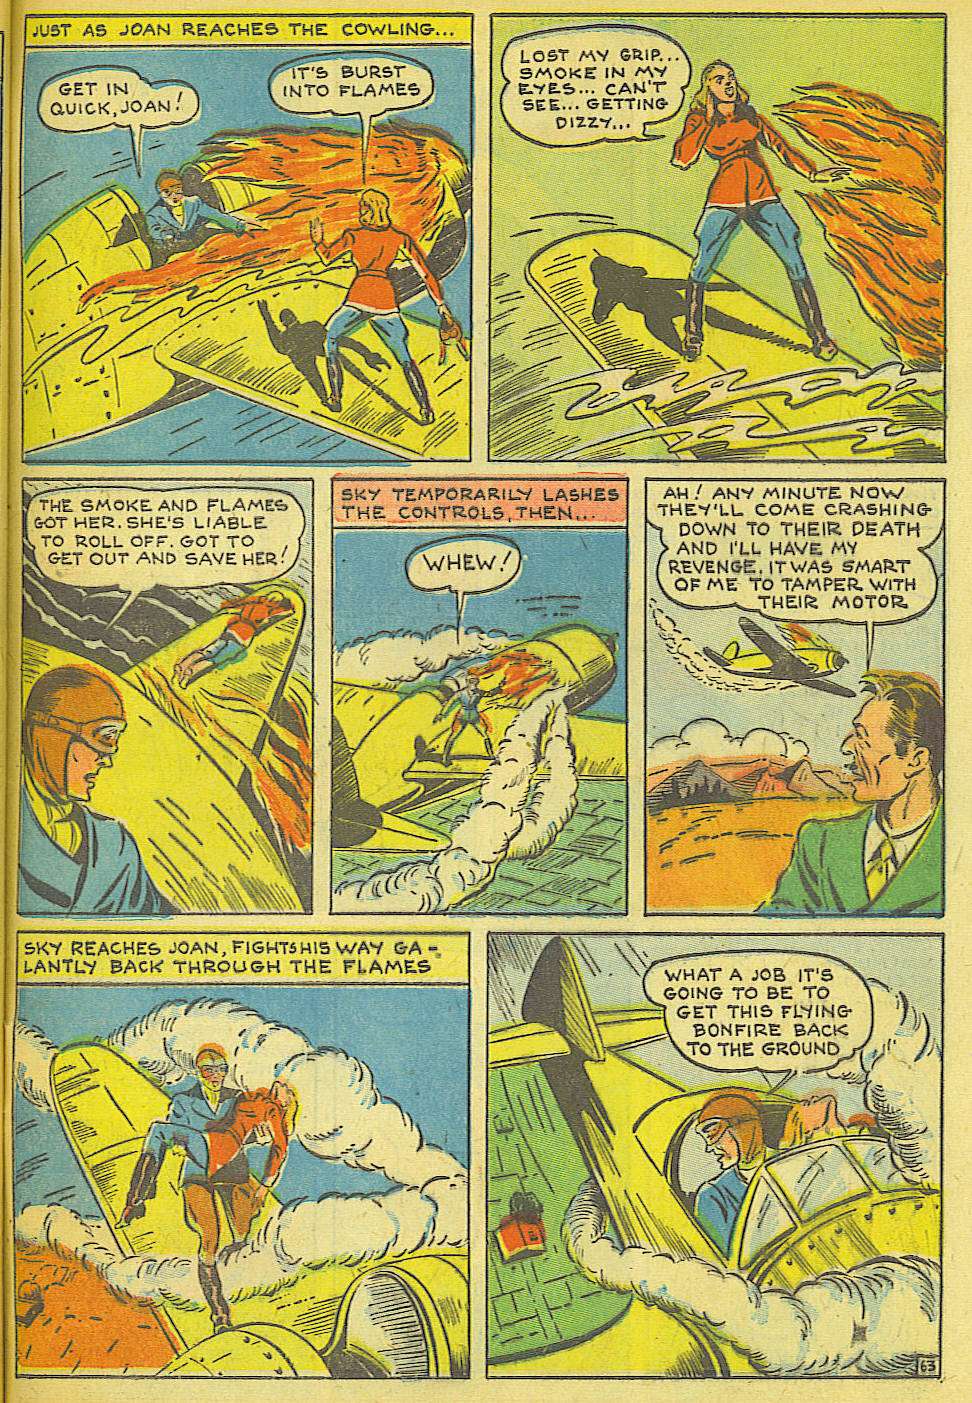 JUST AS JOAN REACHES THE COWLING...
GET IN
QUICK, JOAN!
IT'S BURST
INTO FLAMES
LOST MY GRIP...
SMOKE IN MY
EYES... CAN'T
SEE... GETTING
DIZZY...
THE SMOKE AND FLAMES
GOT HER. SHE'S LIABLE
TO ROLL OFF. GOT TO
GET OUT AND SAVE HER!
SKY TEMPORARILY LASHES
THE CONTROLS, THEN...
WHEW!
AH! ANY MINUTE NOW
THEY'LL COME CRASHING
DOWN TO THEIR DEATH
AND I'LL HAVE MY
REVENGE. IT WAS SMART
OF ME TO TAMPER WITH
THEIR MOTOR
SKY REACHES JOAN, FIGHTS HIS WAY GA-
LANTLY BACK THROUGH THE FLAMES
WHAT A JOB IT'S
GOING TO BE TO
GET THIS FLYING
BONFIRE BACK
TO THE GROUND
63